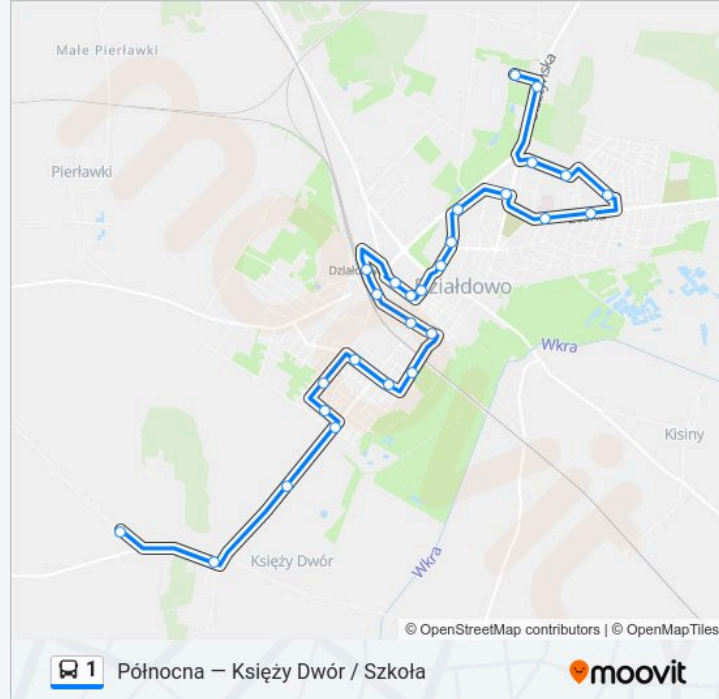 Małe Pierławki
Pierławki
Działdowo
Wkra
Kisiny
Wkra
Księży Dwór
© OpenStreetMap contributors | © OpenMapTiles
1 Północna — Księży Dwór / Szkoła
moovit